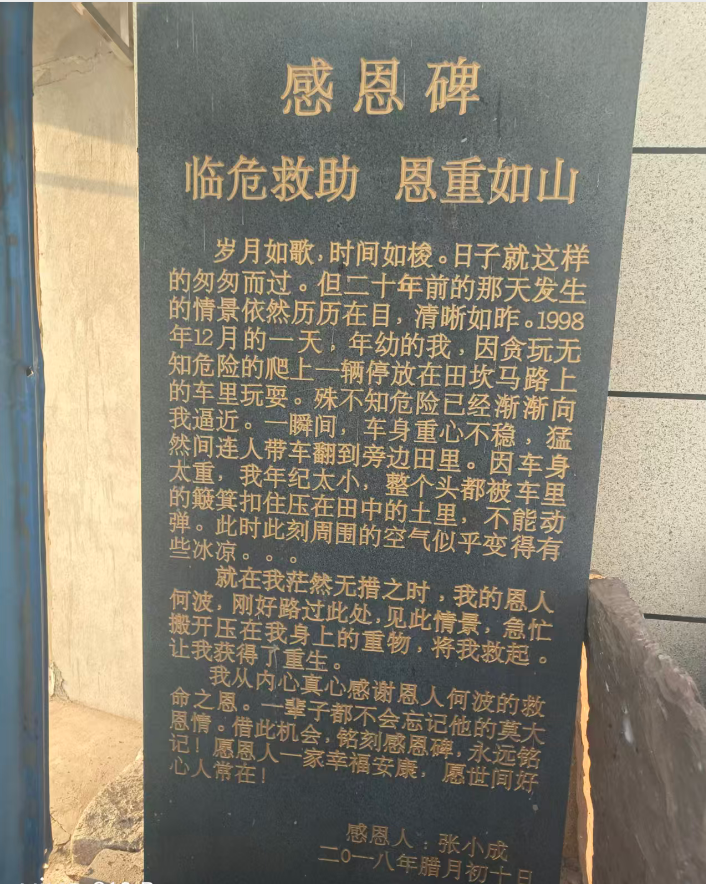 感恩碑
临危救助 恩重如山
岁月如歌，时间如梭。日子就这样
的匆匆而过。但二十年前的那天发生
的情景依然历历在目，清晰如昨。1998
年12月的一天，年幼的我，因贪玩无
知危险的爬上一辆停放在田坎马路上
的车里玩耍。殊不知危险已经渐渐向
我逼近。一瞬间，车身重心不稳，猛
然间连人带车翻到旁边田里。因车身
太重，我年纪太小，整个头都被车里
的簸箕扣住压在田中的土里，不能动
弹。此时此刻周围的空气似乎变得有
些冰凉。。。
就在我茫然无措之时，我的恩人
何波，刚好路过此处，见此情景，急忙
搬开压在我身上的重物，将我救起。
让我获得了重生。
我从内心真心感谢恩人何波的救
命之恩。一辈子都不会忘记他的莫大
恩情。借此机会，铭刻感恩碑，永远铭
记！愿恩人一家幸福安康，愿世间好
心人常在！
感恩人：张小成
二0一八年腊月初十日